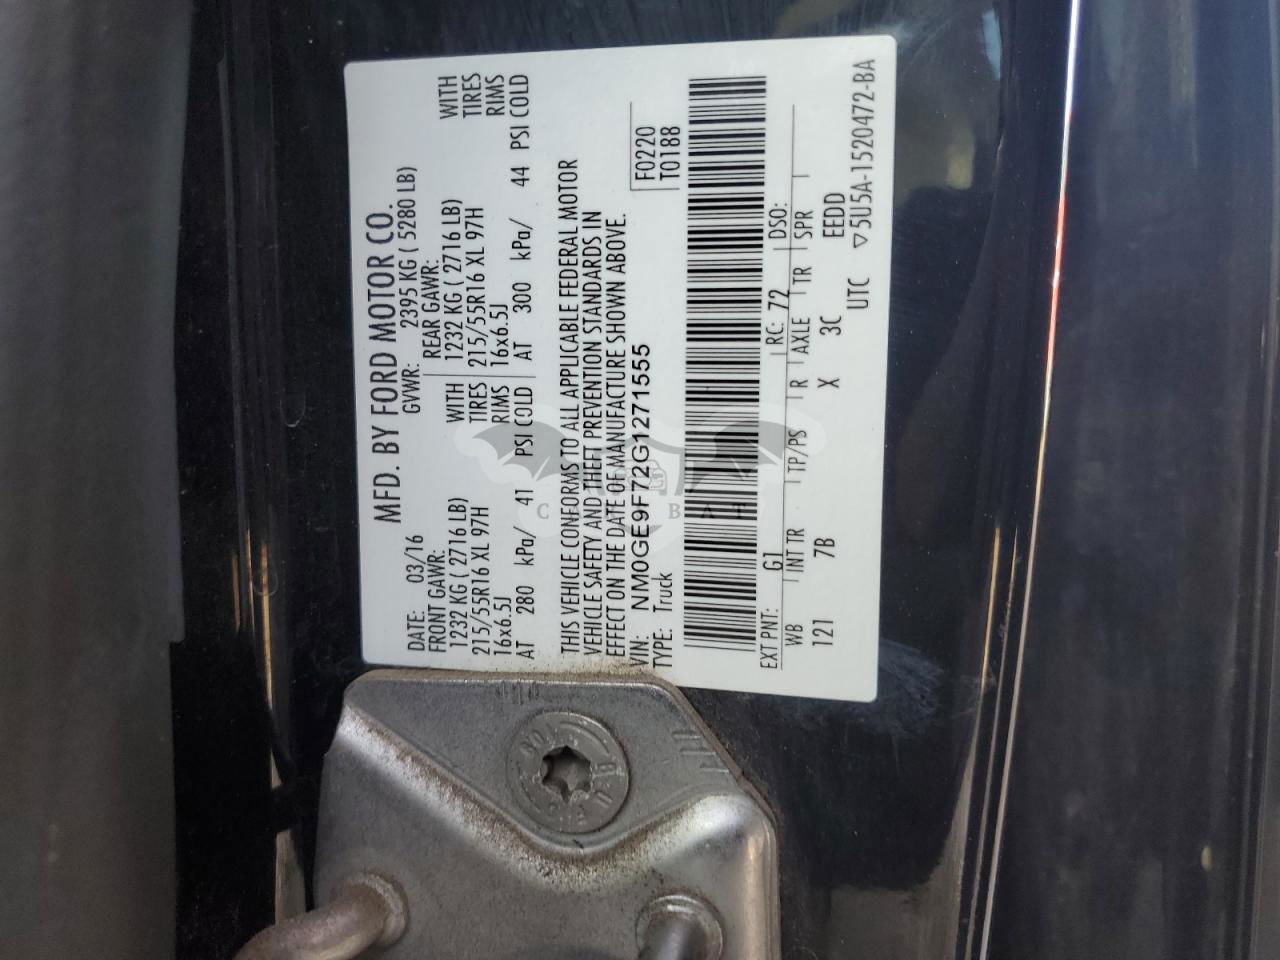 MFD. BY FORD MOTOR CO.
DATE: 03/16 GVWR: 2395 KG ( 5280 LB)
FRONT GAWR: REAR GAWR:
1232 KG ( 2716 LB) WITH 1232 KG ( 2716 LB) WITH
215/55R16 XL 97H TIRES 215/55R16 XL 97H TIRES
16x6.5J RIMS 16x6.5J RIMS
AT 280 kPa/ 41 PSI COLD AT 300 kPa/ 44 PSI COLD
THIS VEHICLE CONFORMS TO ALL APPLICABLE FEDERAL MOTOR
VEHICLE SAFETY AND THEFT PREVENTION STANDARDS IN
EFFECT ON THE DATE OF MANUFACTURE SHOWN ABOVE.
VIN: NM0GE9F72G1271555 F0220
TYPE: Truck T0188
EXT PNT: G1 RC: 72 DSO:
WB INT TR TP/PS R AXLE TR SPR
121 7B X 3C EEDD
UTC ▽5U5A-1520472-BA